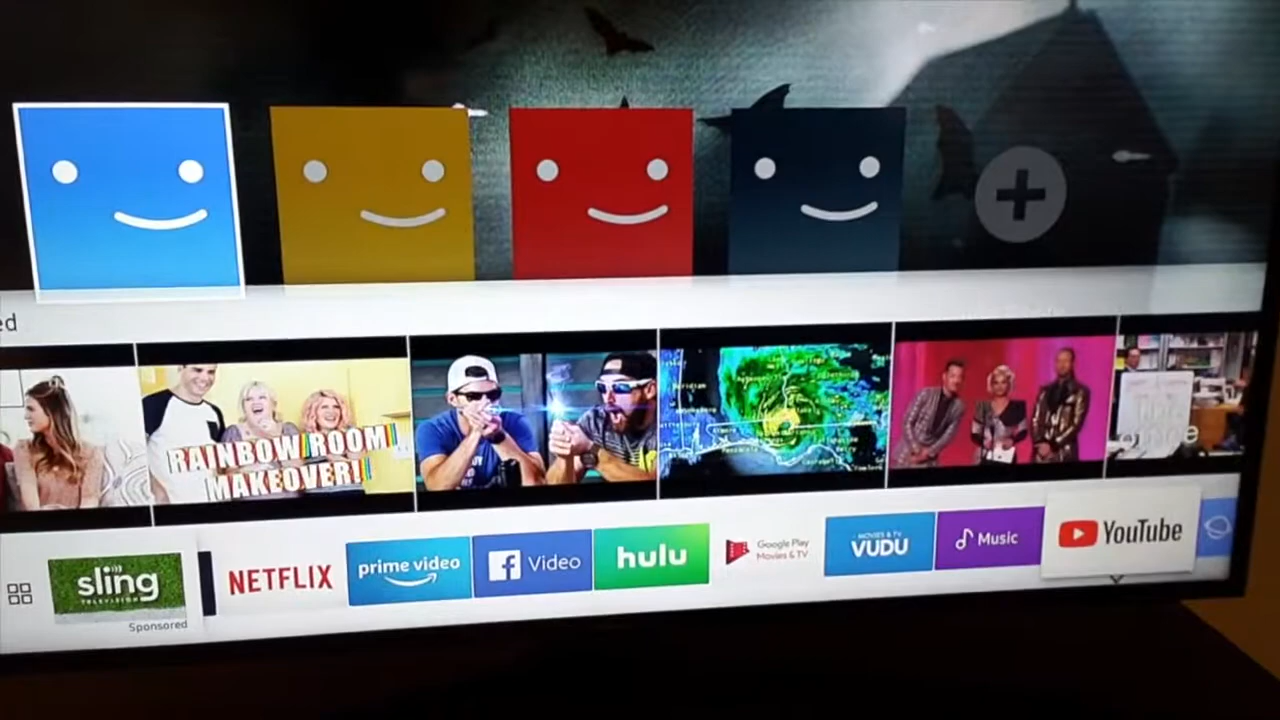 ed
RAINBOW ROOM
MAKEOVER!
sling
TELEVISION
Sponsored
NETFLIX
prime video
Video
hulu
Google Play
Movies & TV
MOVIES & TV
VUDU
Music
YouTube